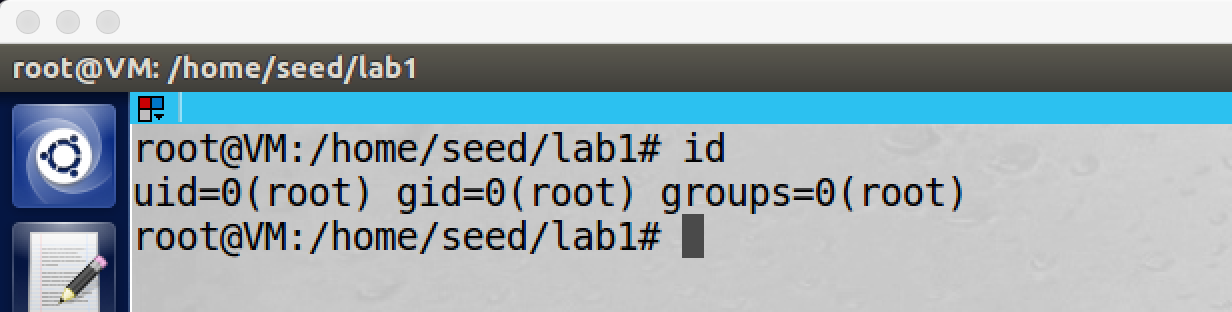 root@VM: /home/seed/lab1
root@VM:/home/seed/lab1# id
uid=0(root) gid=0(root) groups=0(root)
root@VM:/home/seed/lab1#